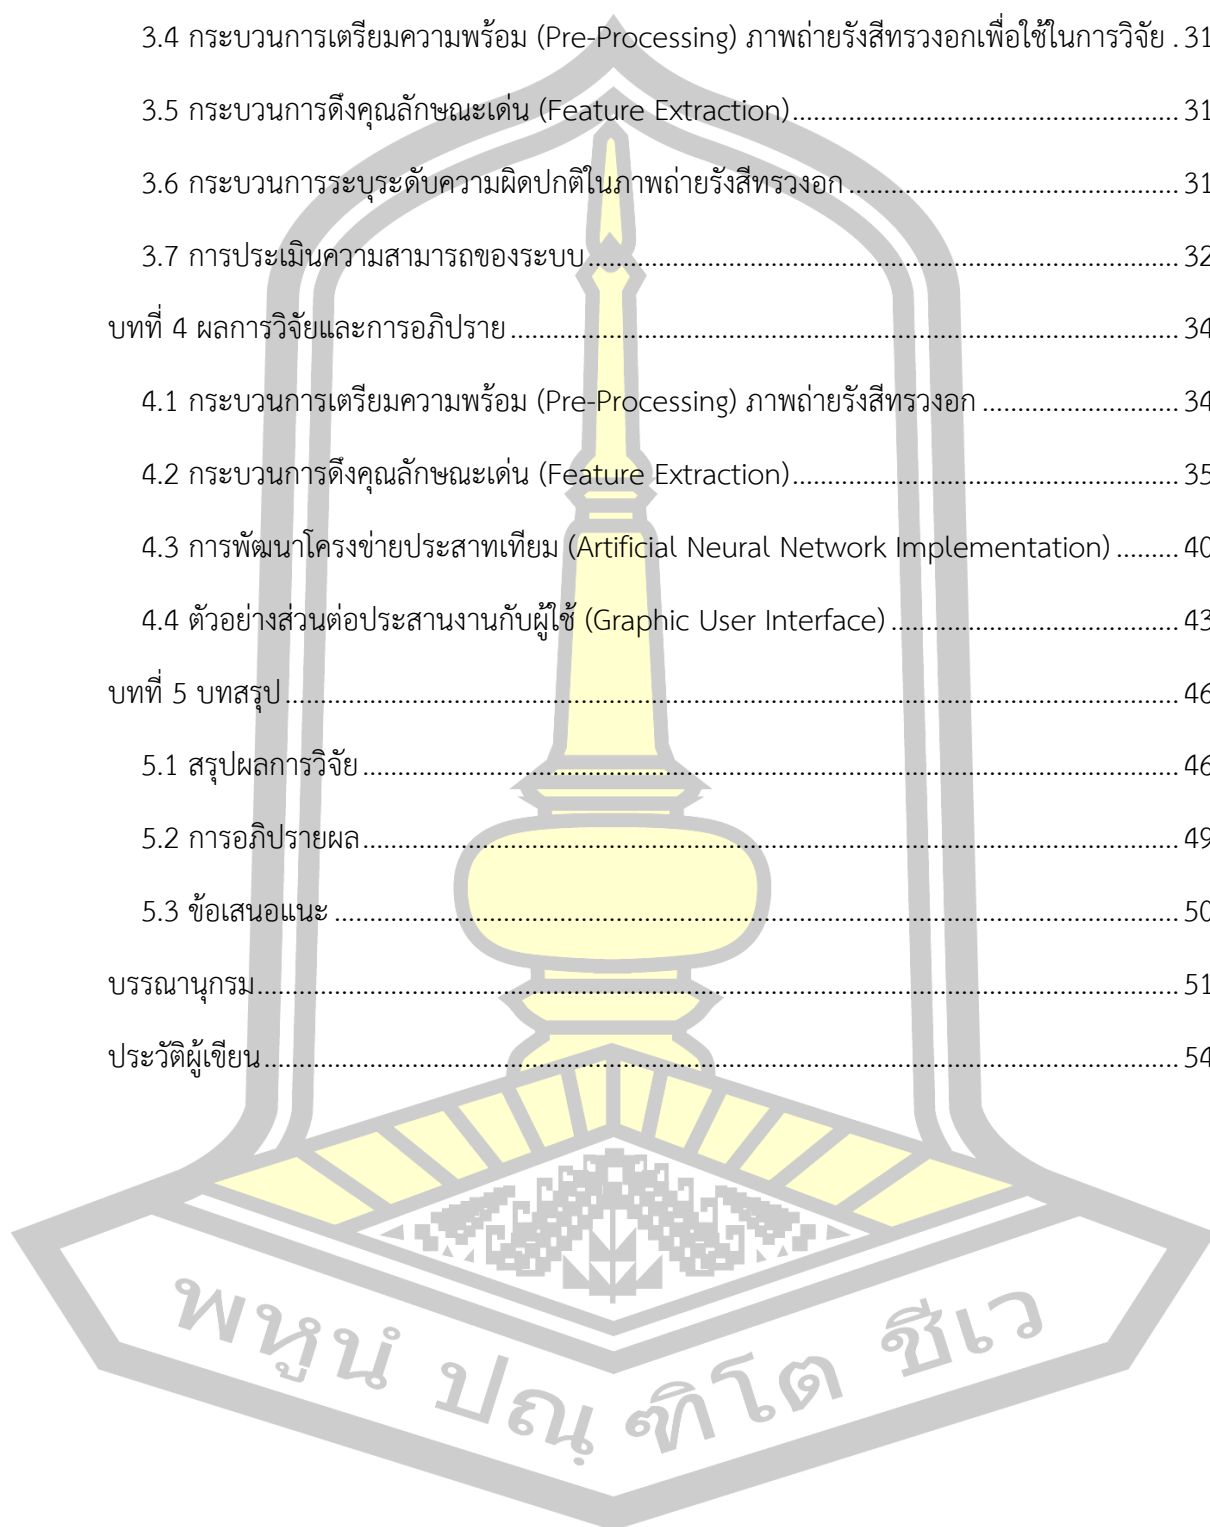 3.4 กระบวนการเตรียมความพร้อม (Pre-Processing) ภาพถ่ายรังสีทรวงอกเพื่อใช้ในการวิจัย . 31
3.5 กระบวนการดึงคุณลักษณะเด่น (Feature Extraction) ........ 31
3.6 กระบวนการระบุระดับความผิดปกติในภาพถ่ายรังสีทรวงอก ........ 31
3.7 การประเมินความสามารถของระบบ ........ 32
บทที่ 4 ผลการวิจัยและการอภิปราย ........ 34
4.1 กระบวนการเตรียมความพร้อม (Pre-Processing) ภาพถ่ายรังสีทรวงอก ........ 34
4.2 กระบวนการดึงคุณลักษณะเด่น (Feature Extraction) ........ 35
4.3 การพัฒนาโครงข่ายประสาทเทียม (Artificial Neural Network Implementation) ........ 40
4.4 ตัวอย่างส่วนต่อประสานงานกับผู้ใช้ (Graphic User Interface) ........ 43
บทที่ 5 บทสรุป ........ 46
5.1 สรุปผลการวิจัย ........ 46
5.2 การอภิปรายผล ........ 49
5.3 ข้อเสนอแนะ ........ 50
บรรณานุกรม ........ 51
ประวัติผู้เขียน ........ 54
พหูนํ ปณฺฑิโต ชีเว